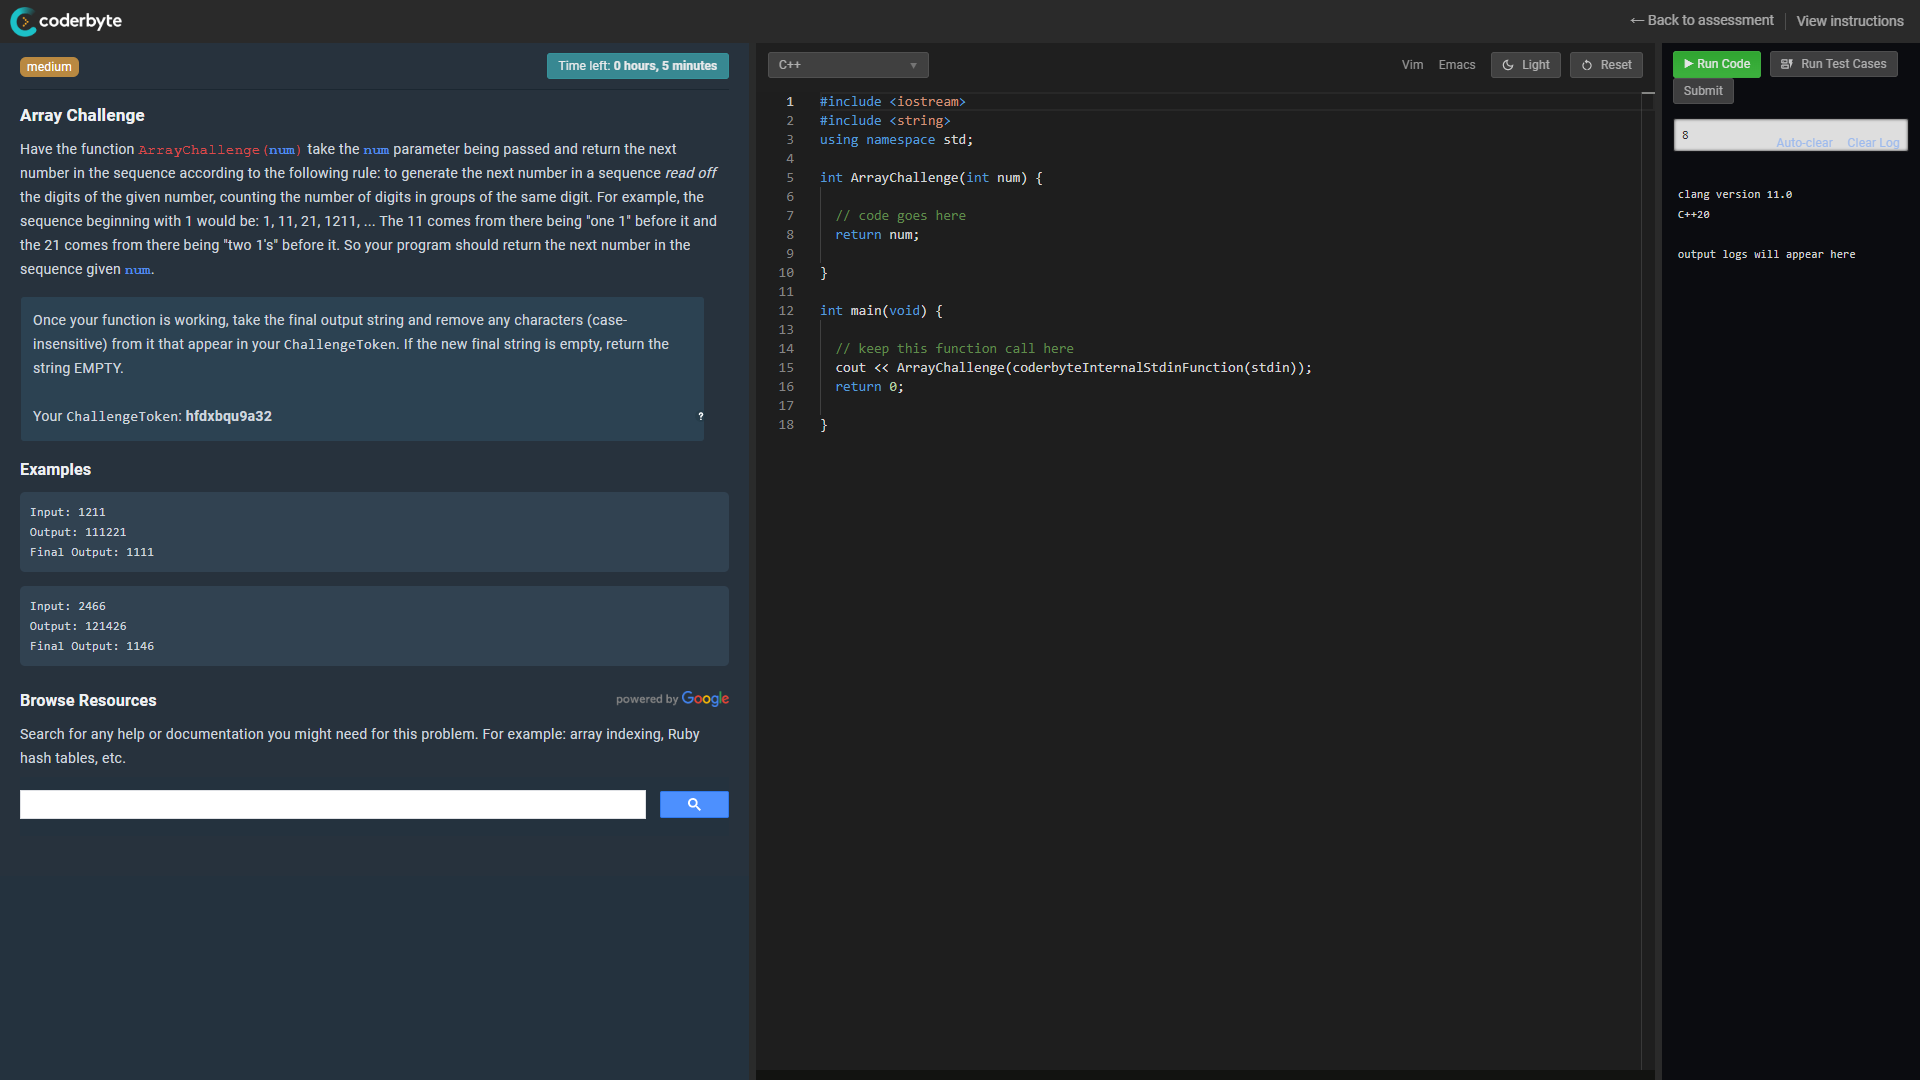 coderbyte
← Back to assessment
View instructions
medium
Time left: 0 hours, 5 minutes
Array Challenge
Have the function ArrayChallenge(num) take the num parameter being passed and return the next
number in the sequence according to the following rule: to generate the next number in a sequence read off
the digits of the given number, counting the number of digits in groups of the same digit. For example, the
sequence beginning with 1 would be: 1, 11, 21, 1211, ... The 11 comes from there being "one 1" before it and
the 21 comes from there being "two 1's" before it. So your program should return the next number in the
sequence given num.
Once your function is working, take the final output string and remove any characters (case-
insensitive) from it that appear in your ChallengeToken. If the new final string is empty, return the
string EMPTY.
Your ChallengeToken: hfdxbqu9a32
?
Examples
Input: 1211
Output: 111221
Final Output: 1111
Input: 2466
Output: 121426
Final Output: 1146
Browse Resources
powered by Google
Search for any help or documentation you might need for this problem. For example: array indexing, Ruby
hash tables, etc.
C++
Vim
Emacs
Light
Reset
1 #include <iostream>
2 #include <string>
3 using namespace std;
4
5 int ArrayChallenge(int num) {
6
7 // code goes here
8 return num;
9
10 }
11
12 int main(void) {
13
14 // keep this function call here
15 cout << ArrayChallenge(coderbyteInternalStdinFunction(stdin));
16 return 0;
17
18 }
Run Code
Run Test Cases
Submit
8
Auto-clear
Clear Log
clang version 11.0
C++20
output logs will appear here